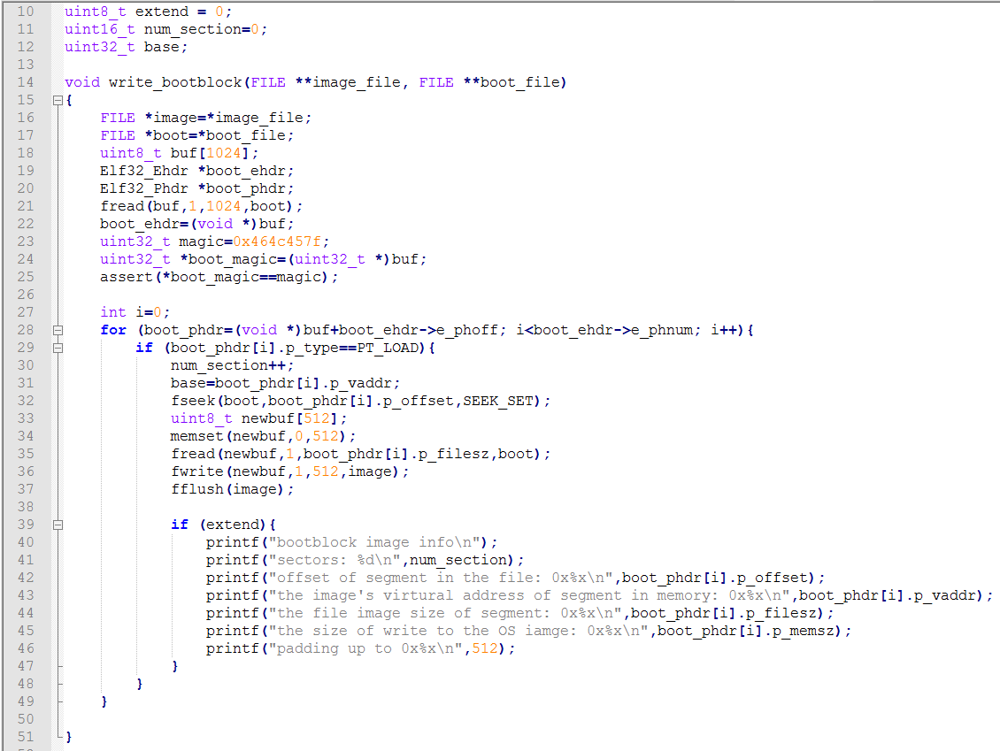 10 uint8_t extend = 0;
11 uint16_t num_section=0;
12 uint32_t base;
13
14 void write_bootblock(FILE **image_file, FILE **boot_file)
15 {
16     FILE *image=*image_file;
17     FILE *boot=*boot_file;
18     uint8_t buf[1024];
19     Elf32_Ehdr *boot_ehdr;
20     Elf32_Phdr *boot_phdr;
21     fread(buf,1,1024,boot);
22     boot_ehdr=(void *)buf;
23     uint32_t magic=0x464c457f;
24     uint32_t *boot_magic=(uint32_t *)buf;
25     assert(*boot_magic==magic);
26
27     int i=0;
28     for (boot_phdr=(void *)buf+boot_ehdr->e_phoff; i<boot_ehdr->e_phnum; i++){
29         if (boot_phdr[i].p_type==PT_LOAD){
30             num_section++;
31             base=boot_phdr[i].p_vaddr;
32             fseek(boot,boot_phdr[i].p_offset,SEEK_SET);
33             uint8_t newbuf[512];
34             memset(newbuf,0,512);
35             fread(newbuf,1,boot_phdr[i].p_filesz,boot);
36             fwrite(newbuf,1,512,image);
37             fflush(image);
38
39             if (extend){
40                 printf("bootblock image info\n");
41                 printf("sectors: %d\n",num_section);
42                 printf("offset of segment in the file: 0x%x\n",boot_phdr[i].p_offset);
43                 printf("the image's virtural address of segment in memory: 0x%x\n",boot_phdr[i].p_vaddr);
44                 printf("the file image size of segment: 0x%x\n",boot_phdr[i].p_filesz);
45                 printf("the size of write to the OS iamge: 0x%x\n",boot_phdr[i].p_memsz);
46                 printf("padding up to 0x%x\n",512);
47             }
48         }
49     }
50
51 }